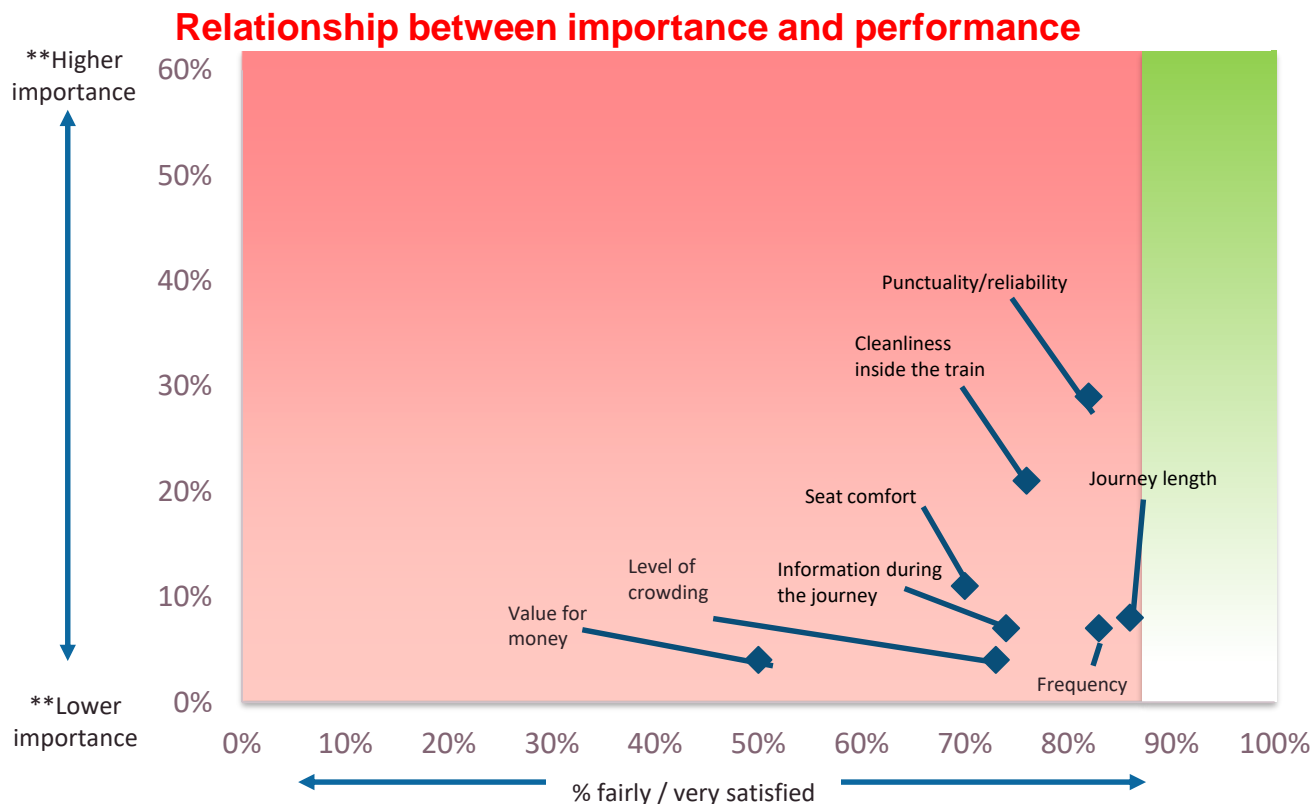 Relationship between importance and performance
**Higher
importance
60%
50%
40%
30%
20%
10%
0%
**Lower
importance
Punctuality/reliability
Cleanliness
inside the train
Journey length
Seat comfort
Level of
crowding
Information during
the journey
Value for
money
Frequency
0%
10%
20%
30%
40%
50%
60%
70%
80%
90%
100%
% fairly / very satisfied